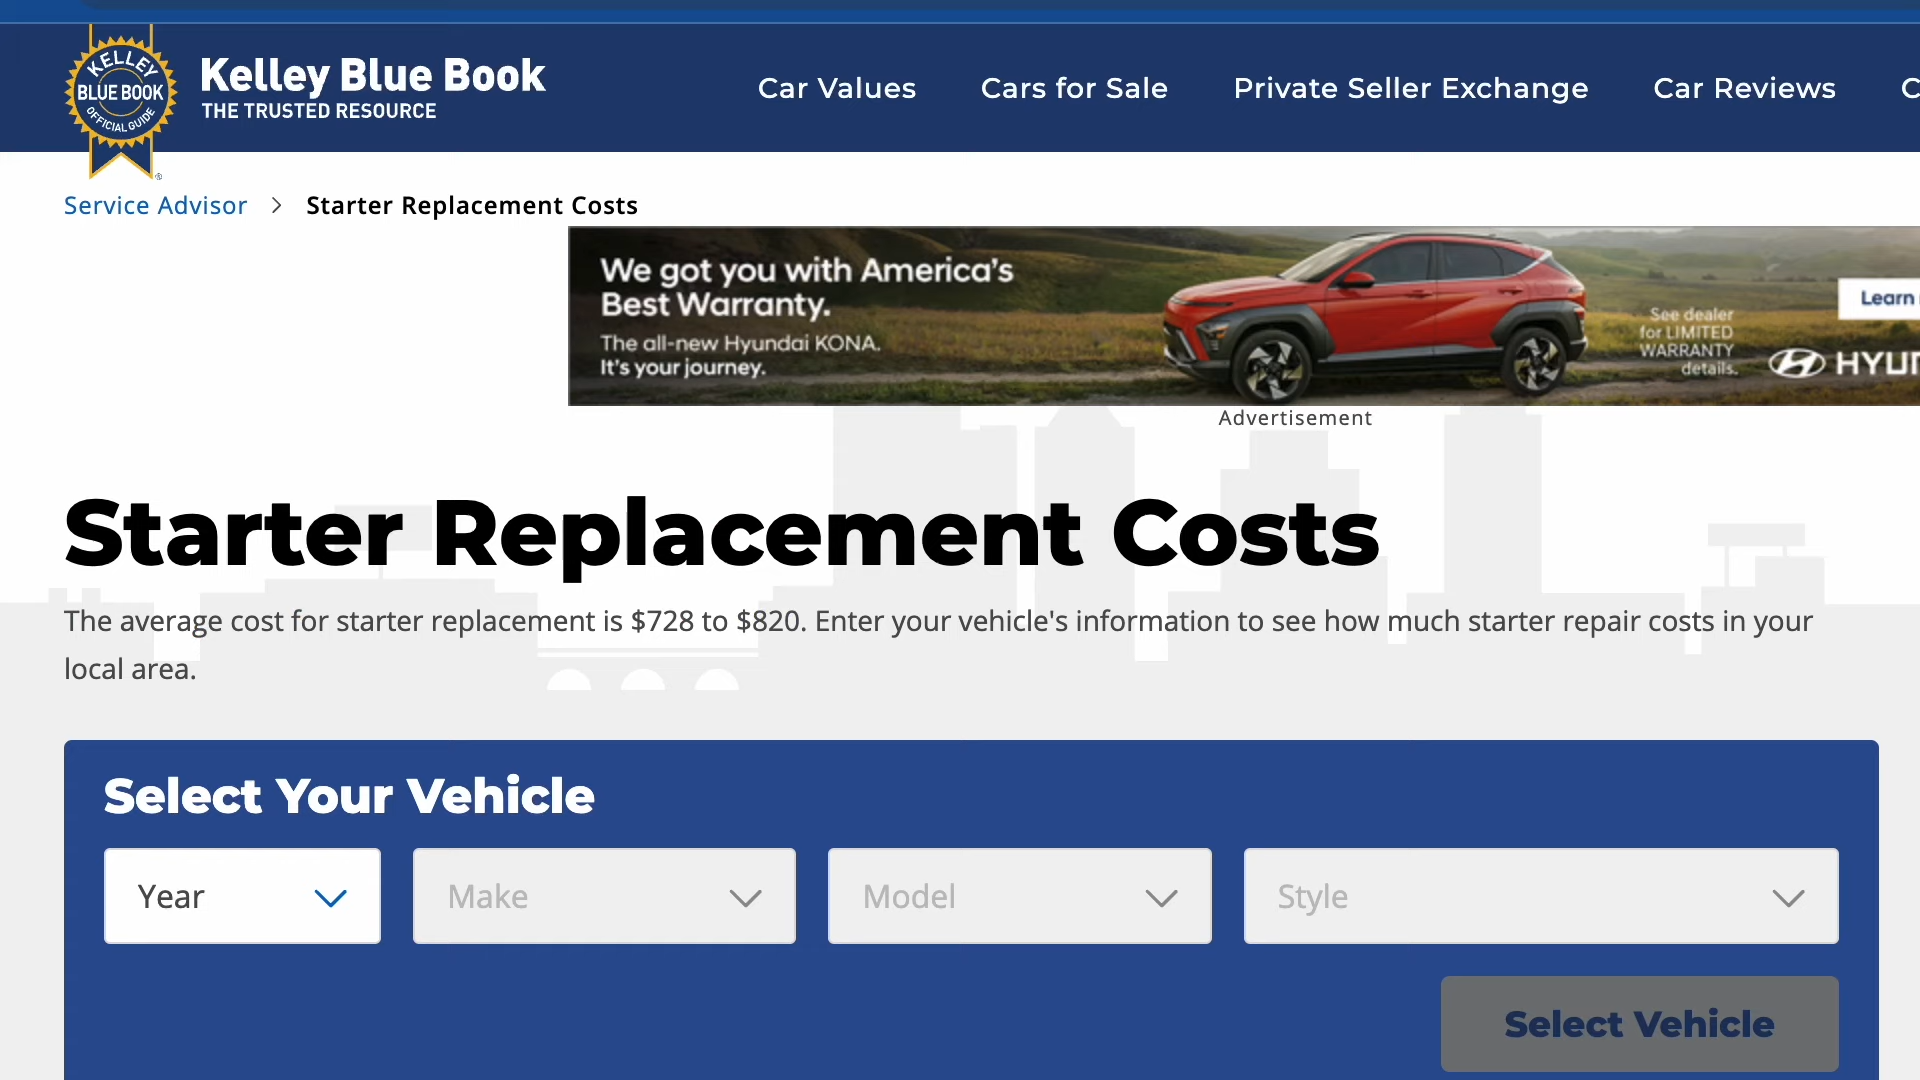 KELLEY
BLUE BOOK
OFFICIAL GUIDE
®
Kelley Blue Book
THE TRUSTED RESOURCE
Car Values
Cars for Sale
Private Seller Exchange
Car Reviews
C
Service Advisor > Starter Replacement Costs
We got you with America's
Best Warranty.
The all-new Hyundai KONA.
It's your journey.
See dealer
for LIMITED
WARRANTY
details.
Learn
HYUN
Advertisement
Starter Replacement Costs
The average cost for starter replacement is $728 to $820. Enter your vehicle's information to see how much starter repair costs in your
local area.
Select Your Vehicle
Year
Make
Model
Style
Select Vehicle